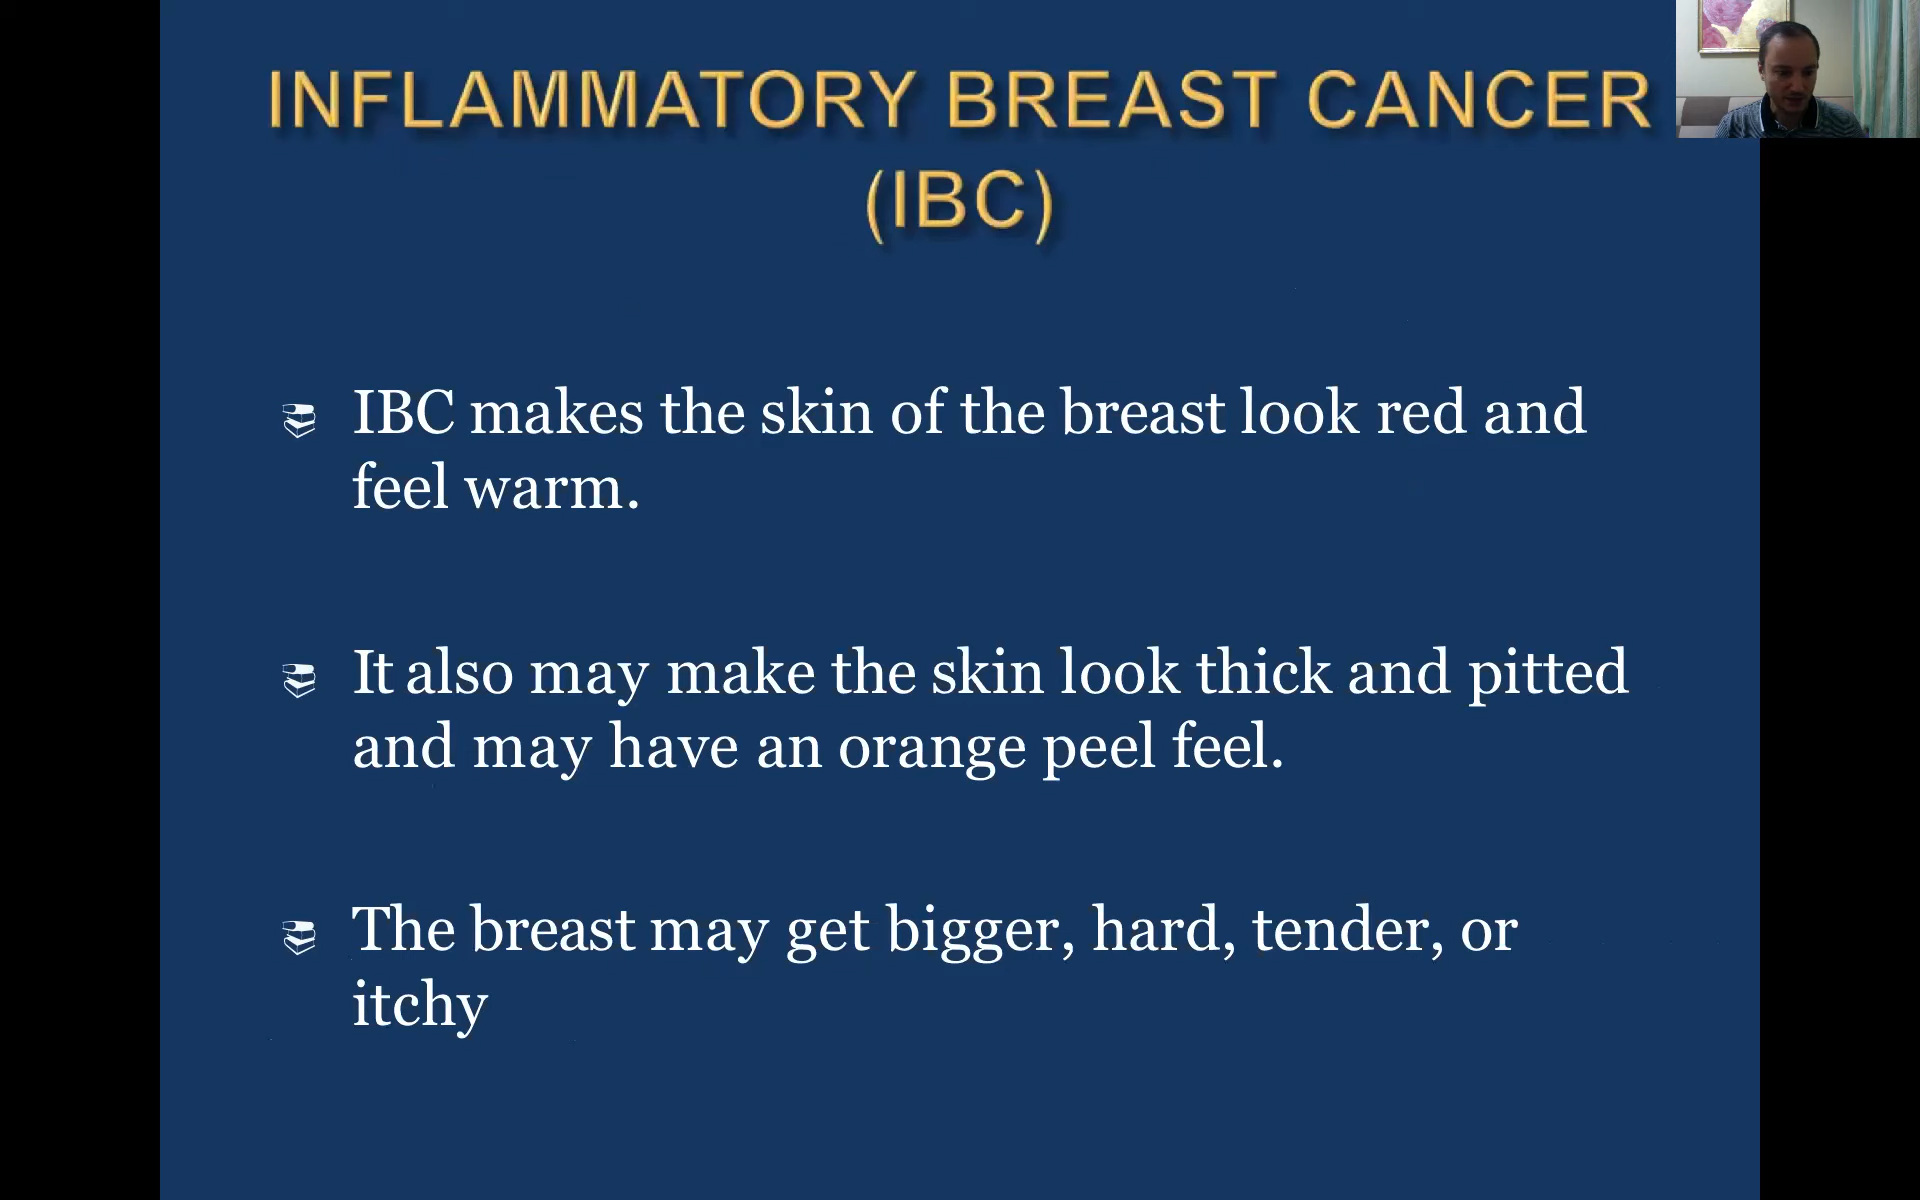 INFLAMMATORY BREAST CANCER
(IBC)
IBC makes the skin of the breast look red and
feel warm.
It also may make the skin look thick and pitted
and may have an orange peel feel.
The breast may get bigger, hard, tender, or
itchy